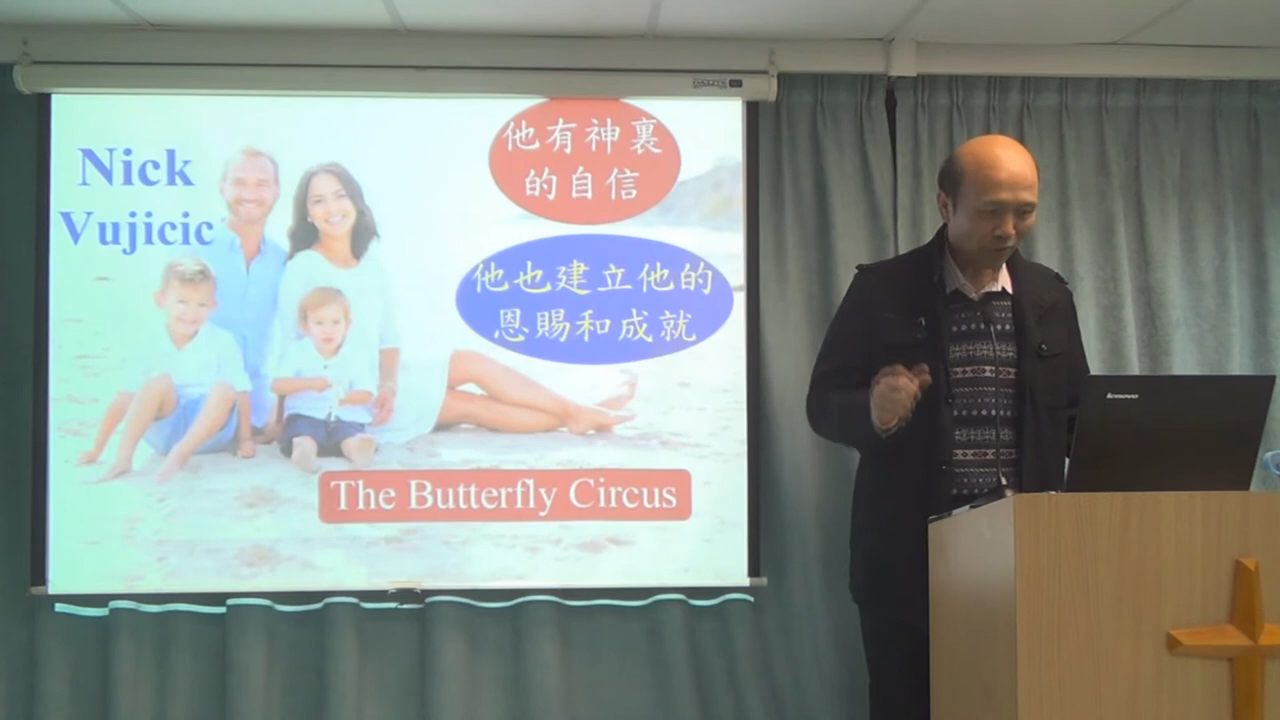 Nick
Vujicic
他有神裏
的自信
他也建立他的
恩賜和成就
The Butterfly Circus
lenovo